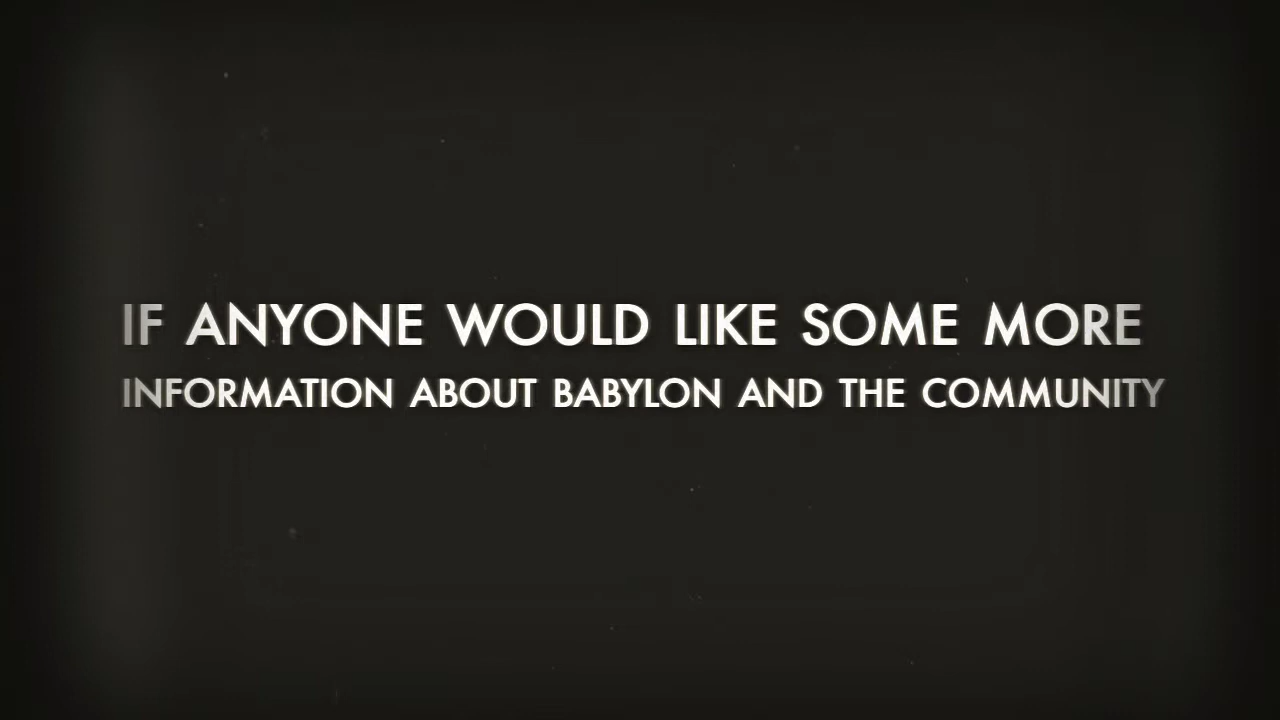 IF ANYONE WOULD LIKE SOME MORE
INFORMATION ABOUT BABYLON AND THE COMMUNITY